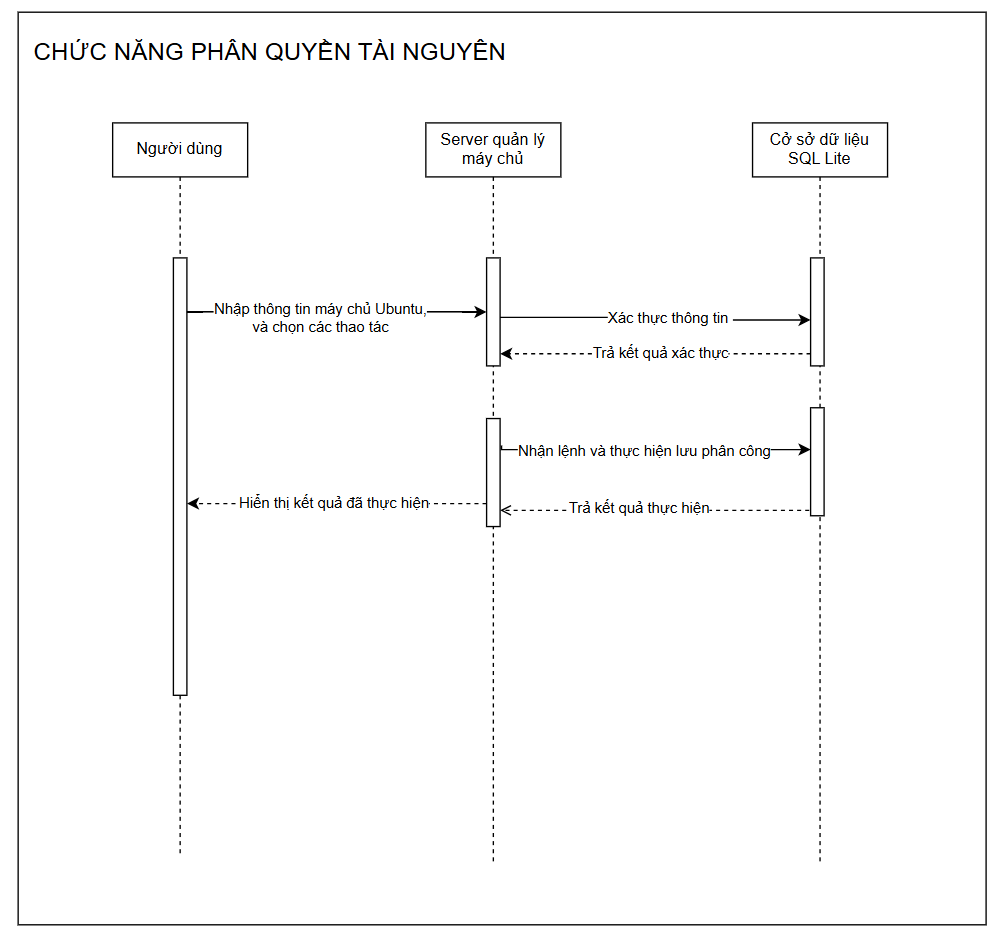 CHỨC NĂNG PHÂN QUYỀN TÀI NGUYÊN
Người dùng
Server quản lý
máy chủ
Cở sở dữ liệu
SQL Lite
Nhập thông tin máy chủ Ubuntu,
và chọn các thao tác
Xác thực thông tin
Trả kết quả xác thực
Nhận lệnh và thực hiện lưu phân công
Hiển thị kết quả đã thực hiện
Trả kết quả thực hiện